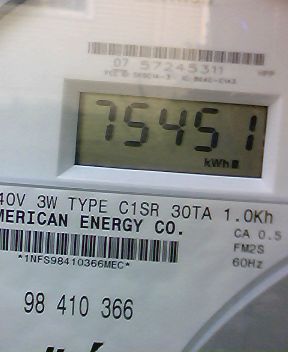 07 57245311
75451
kWh
40V 3W TYPE C1SR 30TA 1.0Kh
MERICAN ENERGY CO.
CA 0.5
FM2S
60Hz
*1NFS98410366MEC*
98 410 366